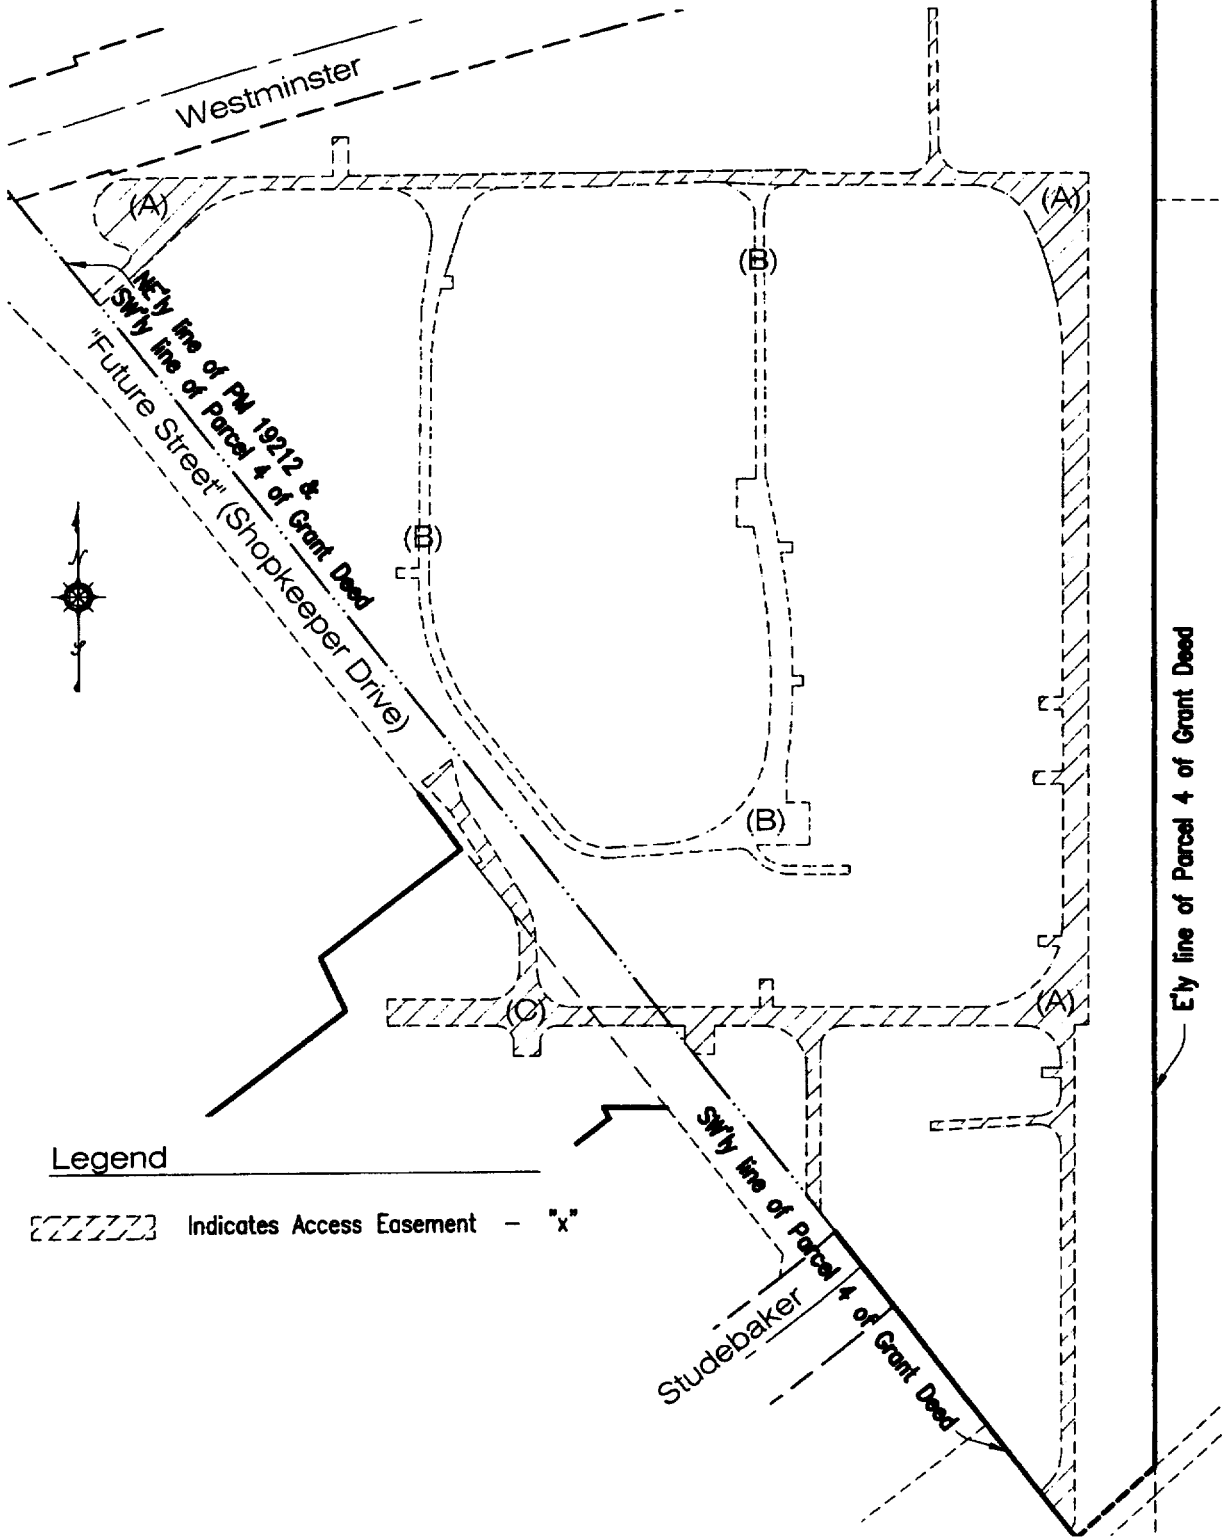 Westminster
(A)
(A)
(B)
NE'ly line of PM 19212 &
SW'ly line of Parcel 4 of Grant Deed
"Future Street" (Shopkeeper Drive)
(B)
N
S
E'ly line of Parcel 4 of Grant Deed
(B)
(C)
(A)
SW'ly line of Parcel 4 of Grant Deed
Studebaker
Legend
Indicates Access Easement - "x"